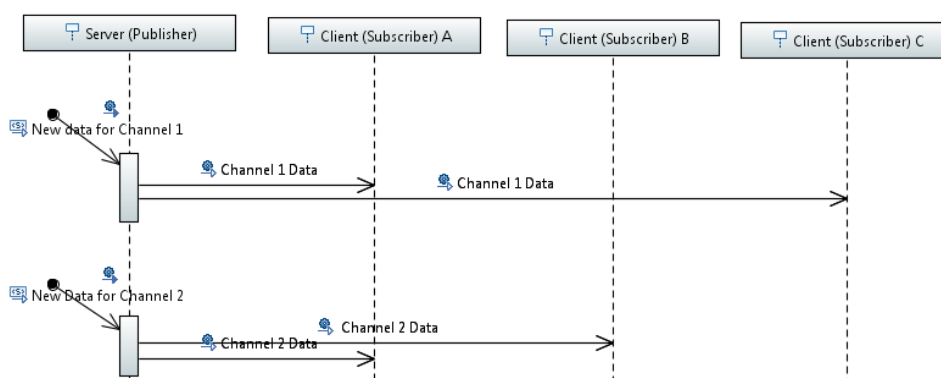 Server (Publisher)
Client (Subscriber) A
Client (Subscriber) B
Client (Subscriber) C
New data for Channel 1
Channel 1 Data
Channel 1 Data
New Data for Channel 2
Channel 2 Data
Channel 2 Data